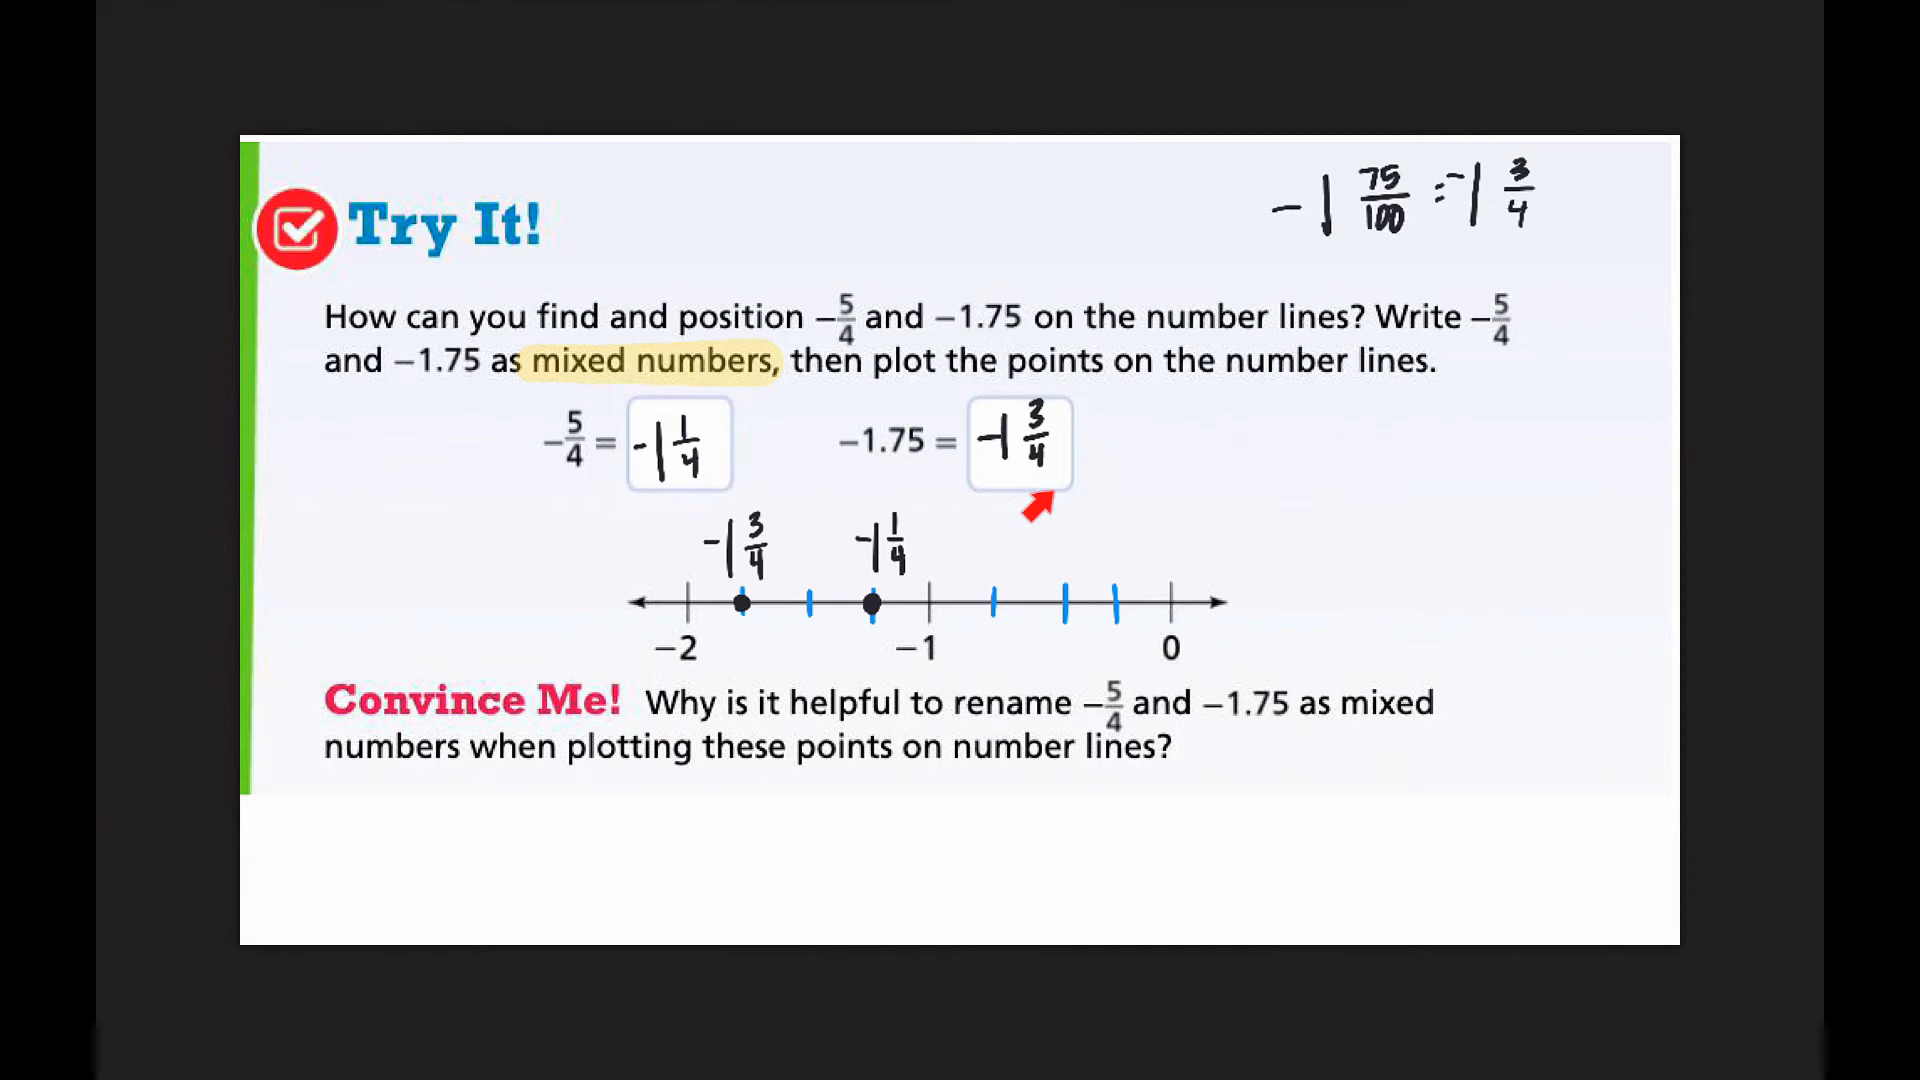 -1 75/100 = -1 3/4
Try It!
How can you find and position −5/4 and −1.75 on the number lines? Write −5/4
and −1.75 as mixed numbers, then plot the points on the number lines.
−5/4 = -1 1/4 −1.75 = -1 3/4
-1 3/4 -1 1/4
−2 −1 0
Convince Me! Why is it helpful to rename −5/4 and −1.75 as mixed
numbers when plotting these points on number lines?